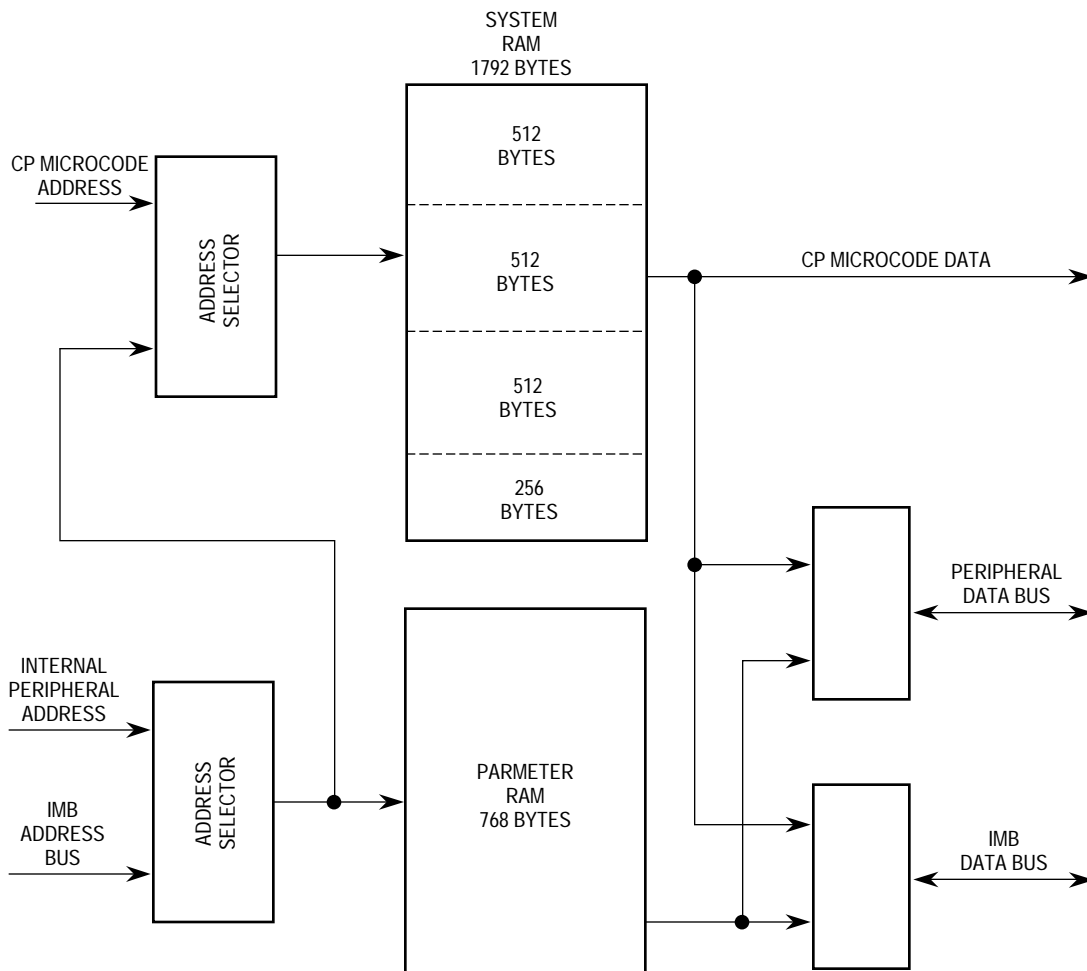 SYSTEM
RAM
1792 BYTES
512
BYTES
CP MICROCODE
ADDRESS
ADDRESS
SELECTOR
512
BYTES
CP MICROCODE DATA
512
BYTES
256
BYTES
PERIPHERAL
DATA BUS
INTERNAL
PERIPHERAL
ADDRESS
ADDRESS
SELECTOR
PARMETER
RAM
768 BYTES
IMB
ADDRESS
BUS
IMB
DATA BUS